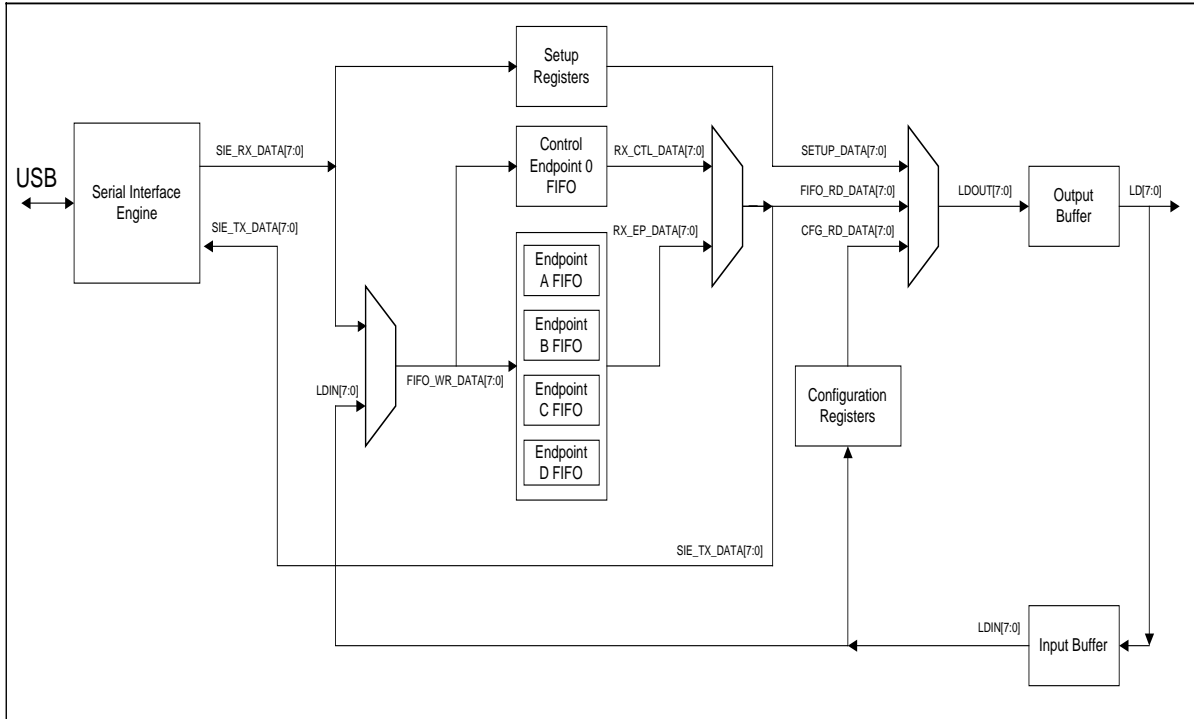 Setup
Registers
SIE_RX_DATA[7:0]
Control
Endpoint 0
FIFO
RX_CTL_DATA[7:0]
SETUP_DATA[7:0]
USB
Serial Interface
Engine
FIFO_RD_DATA[7:0]
LDOUT[7:0]
Output
Buffer
LD[7:0]
SIE_TX_DATA[7:0]
RX_EP_DATA[7:0]
CFG_RD_DATA[7:0]
Endpoint
A FIFO
Endpoint
B FIFO
LDIN[7:0]
FIFO_WR_DATA[7:0]
Endpoint
C FIFO
Configuration
Registers
Endpoint
D FIFO
SIE_TX_DATA[7:0]
LDIN[7:0]
Input Buffer